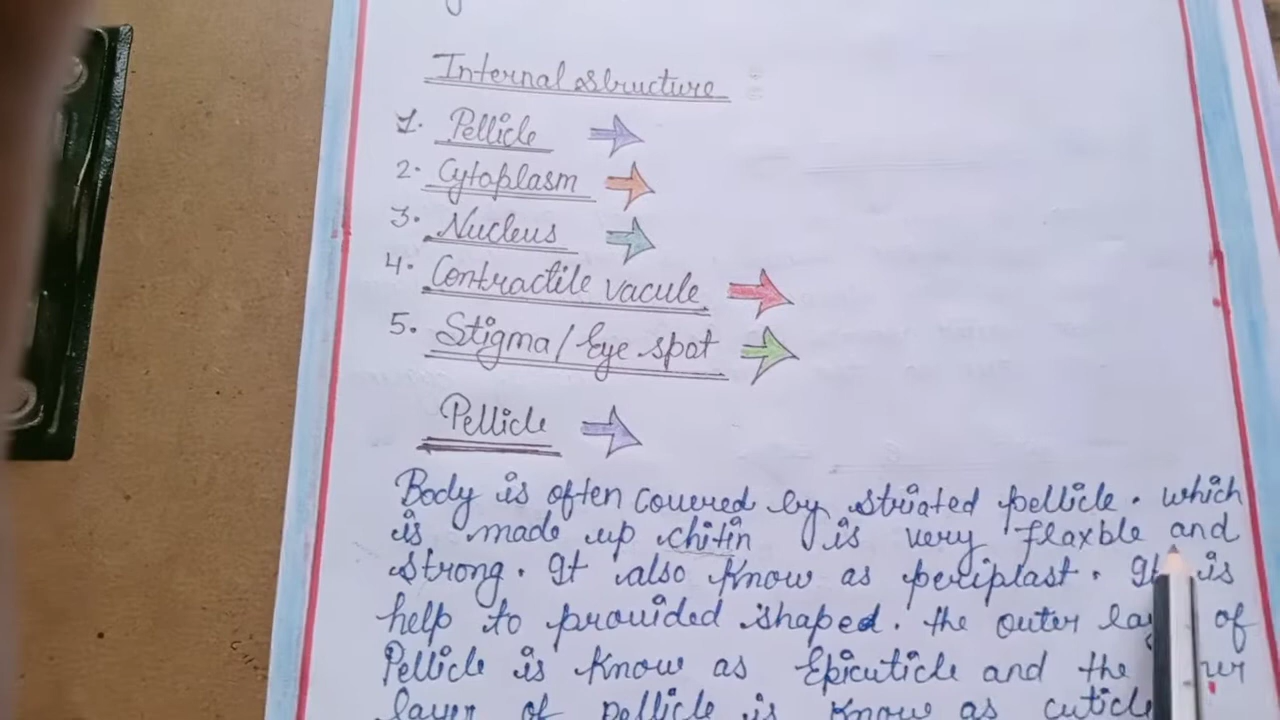 Internal structure :
1. Pellicle
2. Cytoplasm
3. Nucleus
4. Contractile vacule
5. Stigma/Eye spot
Pellicle
Body is often covered by striated pellicle. which
is made up chitin is very flaxble and
strong. It also Know as periplast. It is
help to provided shaped. the outer of
Pellicle is Know as Epicuticle and the
layer of pellicle is Know as